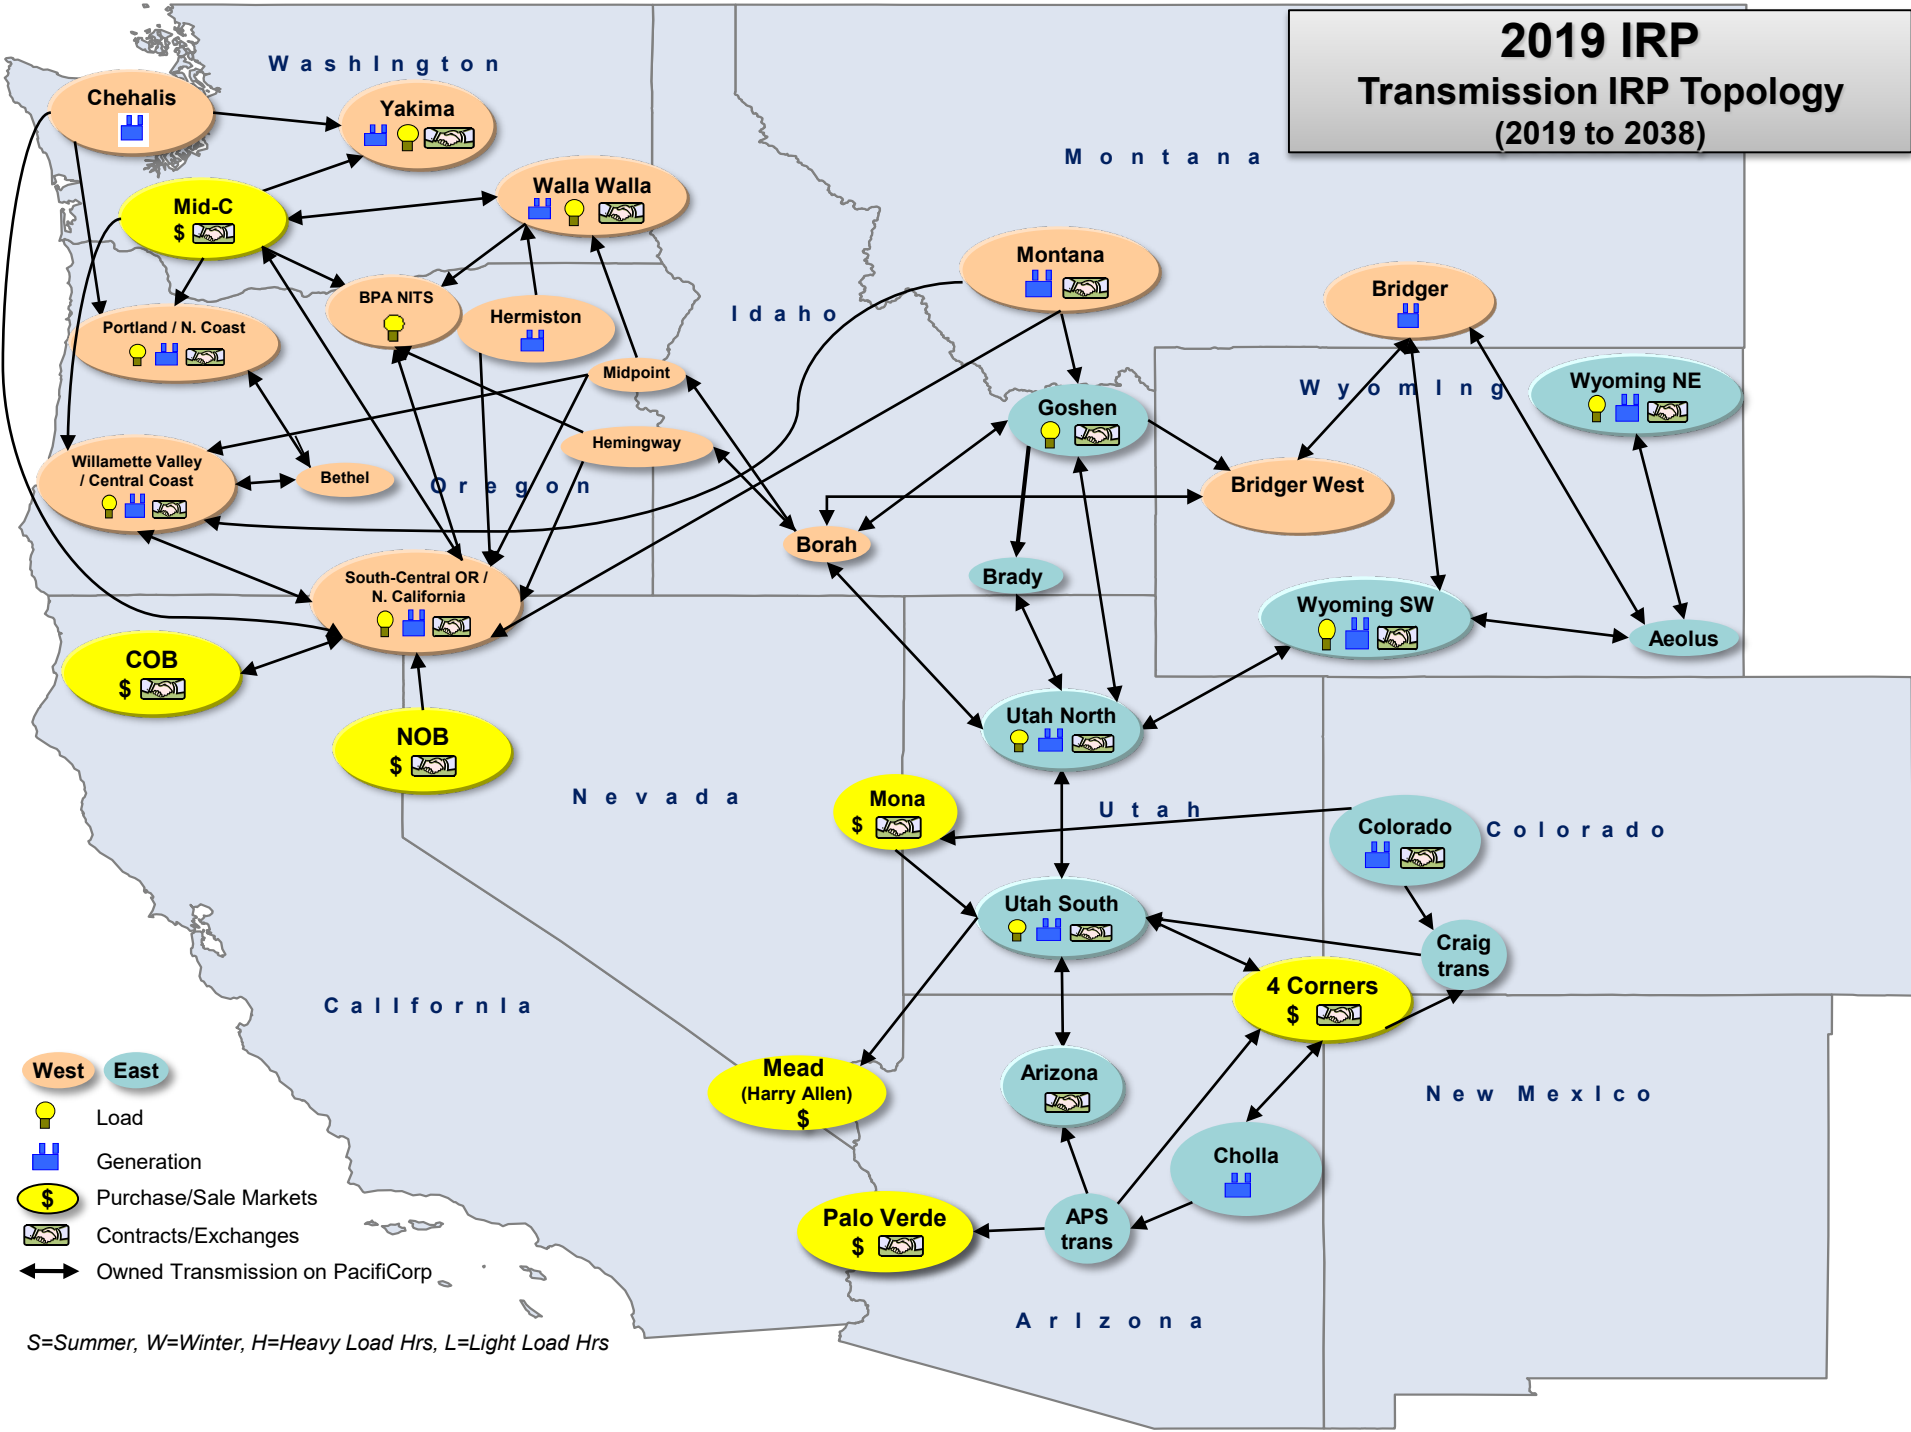 2019 IRP
Transmission IRP Topology
(2019 to 2038)
WashIngton
Montana
Idaho
WyomIng
Oregon
Nevada
Utah
Colorado
CalIfornIa
New MexIco
ArIzona
Chehalis
Yakima
Mid-C
$
Walla Walla
BPA NITS
Hermiston
Portland / N. Coast
Midpoint
Hemingway
Willamette Valley
/ Central Coast
Bethel
South-Central OR /
N. California
COB
$
NOB
$
Montana
Bridger
Wyoming NE
Goshen
Bridger West
Borah
Brady
Wyoming SW
Aeolus
Utah North
Mona
$
Colorado
Utah South
Craig
trans
4 Corners
$
Mead
(Harry Allen)
$
Arizona
Cholla
Palo Verde
$
APS
trans
West
East
Load
Generation
$
Purchase/Sale Markets
Contracts/Exchanges
Owned Transmission on PacifiCorp
S=Summer, W=Winter, H=Heavy Load Hrs, L=Light Load Hrs